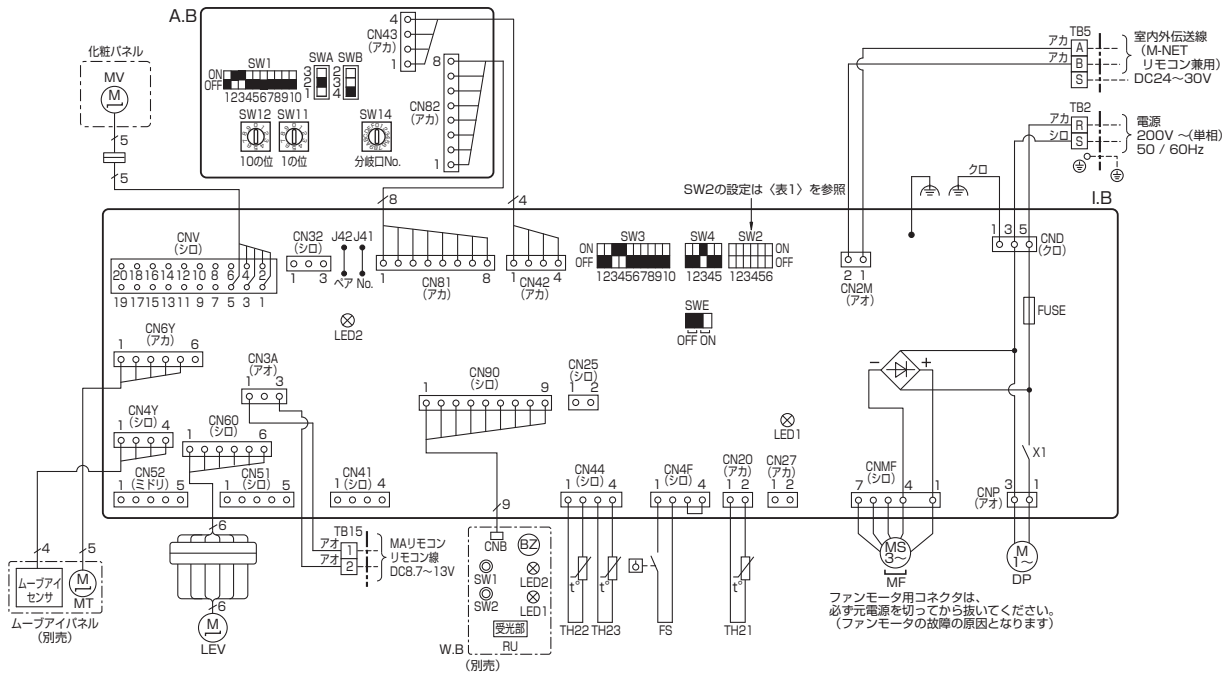 A.B
4
CN43
(アカ)
1
SW1
ON
OFF
12345678910
SWA
3
2
1
SWB
2
3
4
8
CN82
(アカ)
1
SW12
10の位
SW11
1の位
SW14
分岐口No.
化粧パネル
MV
M
5
5
8
4
アカ
アカ
TB5
A
B
S
室内外伝送線
(M-NET
リモコン兼用)
DC24〜30V
TB2
アカ
シロ
R
S
電源
200V 〜(単相)
50 / 60Hz
クロ
I.B
SW2の設定は〈表1〉を参照
CNV
(シロ)
20 18 16 14 12 10 8 6 4 2
19 17 15 13 11 9 7 5 3 1
CN32
(シロ)
1 3
J42 J41
ペア No.
CN81
(アカ)
1 8
CN42
(アカ)
1 4
SW3
ON
OFF
12345678910
SW4
12345
SW2
ON
OFF
123456
2 1
CN2M
(アオ)
1 3 5
CND
(クロ)
LED2
SWE
OFF ON
FUSE
CN6Y
(アカ)
1 6
CN3A
(アオ)
1 3
CN90
(シロ)
1 9
CN25
(シロ)
1 2
− +
LED1
X1
CN4Y
(シロ)
1 4
CN60
(シロ)
1 6
CN52
(ミドリ)
1 5
CN51
(シロ)
1 5
CN41
(シロ)
1 4
CN44
(シロ)
1 4
CN4F
(シロ)
1 4
CN20
(アカ)
1 2
CN27
(アカ)
1 2
CNMF
(シロ)
7 4 1
CNP
(アオ)
3 1
4
5
6
9
ムーブアイ
センサ
M
MT
ムーブアイパネル
(別売)
6
M
LEV
TB15
アオ
アオ
1
2
MAリモコン
リモコン線
DC8.7〜13V
CNB
BZ
SW1
SW2
LED2
LED1
受光部
RU
W.B
(別売)
t°
t°
TH22 TH23
FS
t°
TH21
MS
3〜
MF
M
1〜
DP
ファンモータ用コネクタは、
必ず元電源を切ってから抜いてください。
(ファンモータの故障の原因となります)